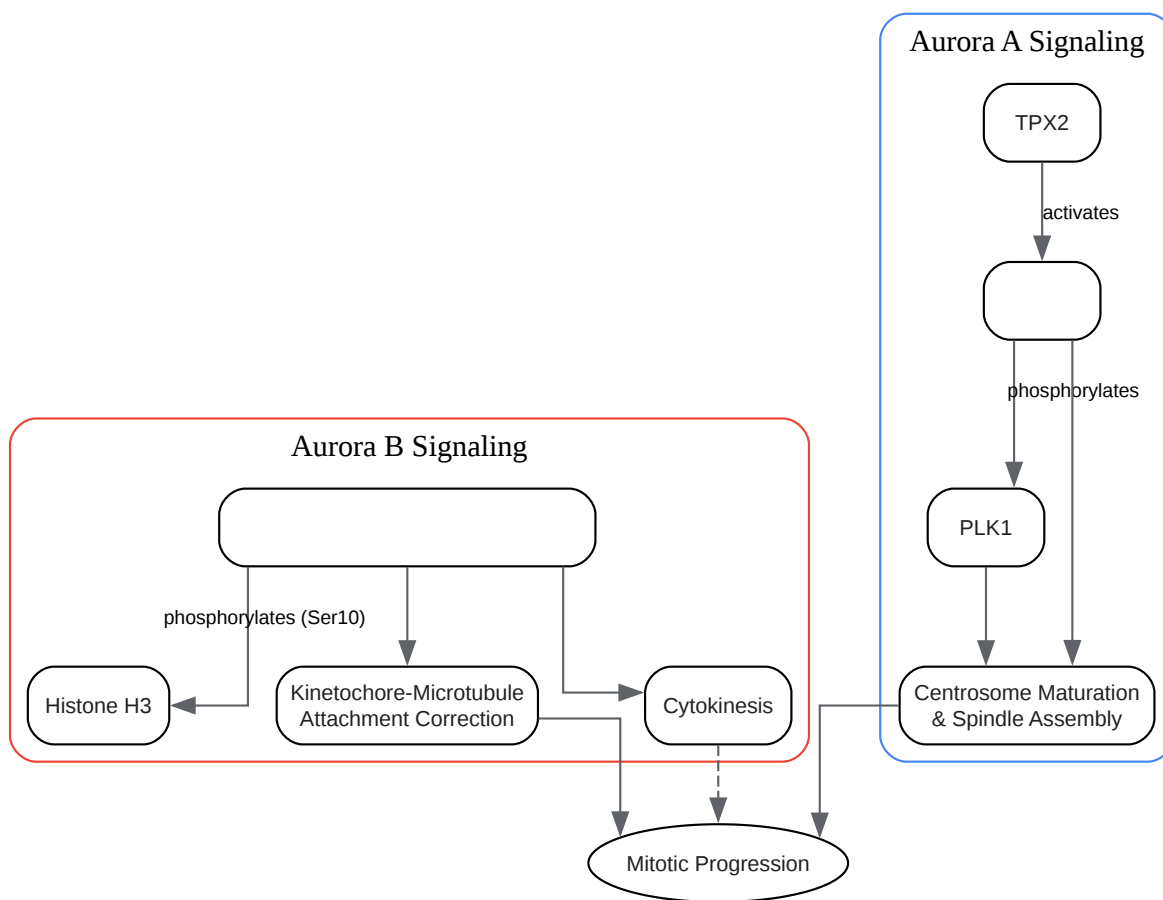 Aurora A Signaling
TPX2
activates
phosphorylates
Aurora B Signaling
PLK1
phosphorylates (Ser10)
Histone H3
Kinetochore-Microtubule
Attachment Correction
Cytokinesis
Centrosome Maturation
& Spindle Assembly
Mitotic Progression